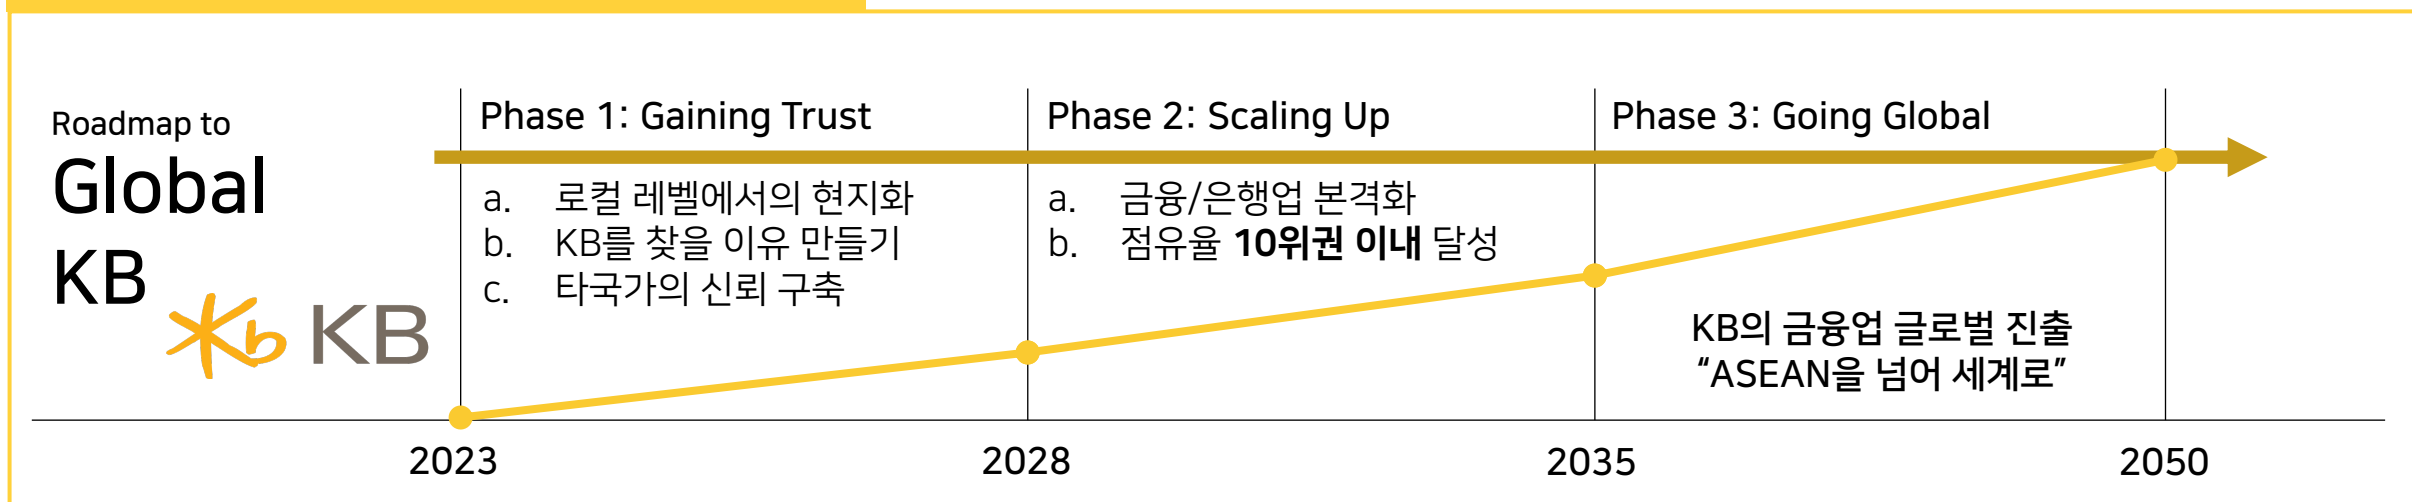 Roadmap to
Global
KB
Kb KB
Phase 1: Gaining Trust
a. 로컬 레벨에서의 현지화
b. KB를 찾을 이유 만들기
c. 타국가의 신뢰 구축
Phase 2: Scaling Up
a. 금융/은행업 본격화
b. 점유율 10위권 이내 달성
Phase 3: Going Global
KB의 금융업 글로벌 진출
“ASEAN을 넘어 세계로”
2023
2028
2035
2050